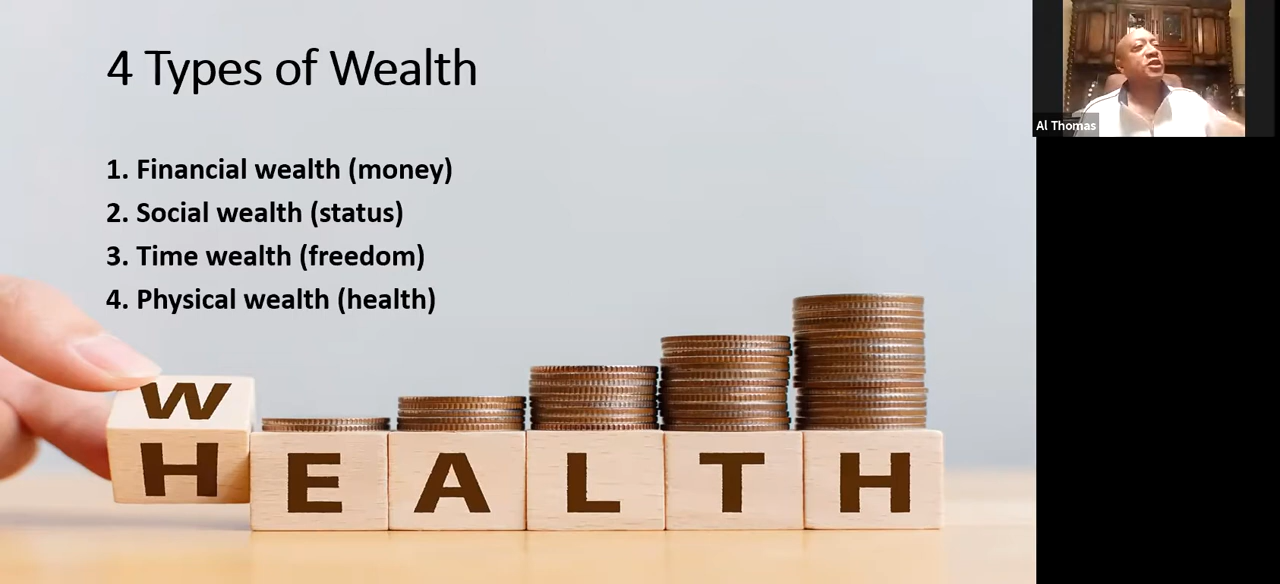 4 Types of Wealth
1. Financial wealth (money)
2. Social wealth (status)
3. Time wealth (freedom)
4. Physical wealth (health)
W
HEALTH
Al Thomas